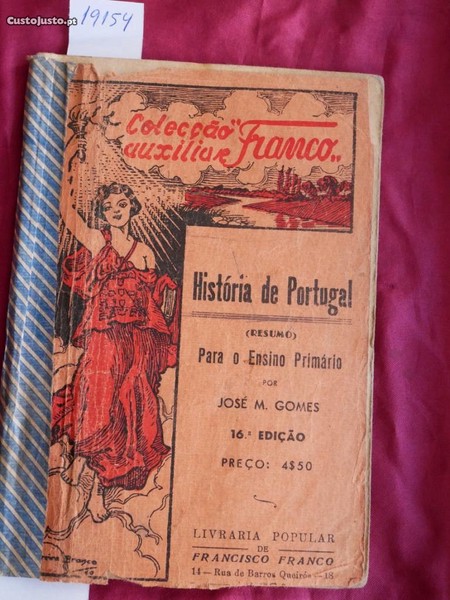 CustoJusto.pt
19154
Colecção
auxiliar "Franco"
História de Portugal
(RESUMO)
Para o Ensino Primário
POR
JOSÉ M. GOMES
16.ª EDIÇÃO
PREÇO: 4$50
LIVRARIA POPULAR
DE
FRANCISCO FRANCO
14—Rua de Barros Queirós—18